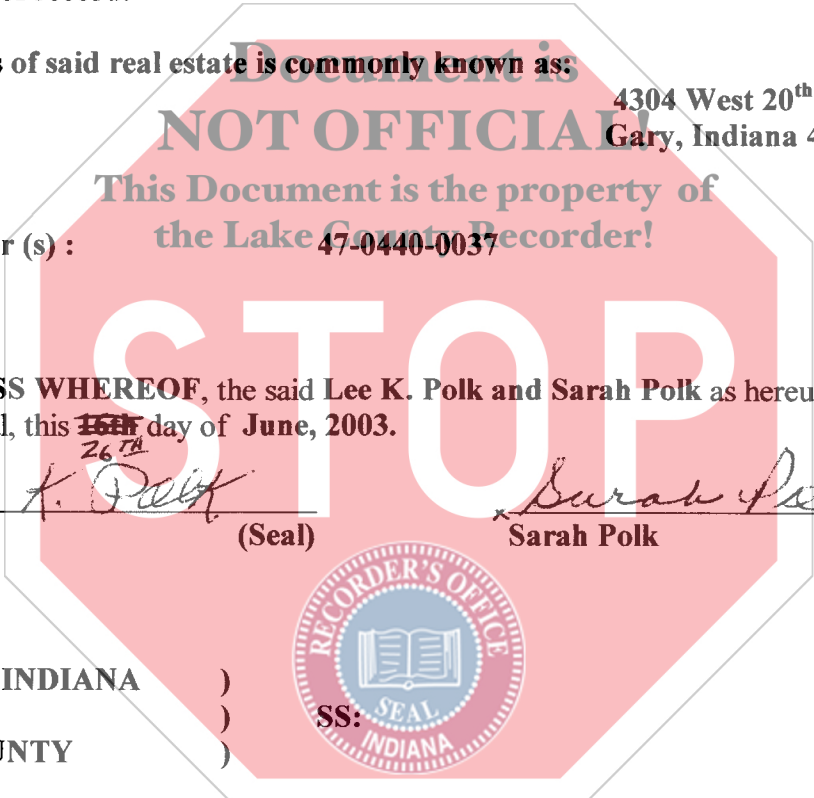 s of said real estate is commonly known as:
Document is
4304 West 20th
NOT OFFICIAL!
Gary, Indiana 4
This Document is the property of
the Lake County Recorder!
r (s) : 47-0440-0037
STOP
SS WHEREOF, the said Lee K. Polk and Sarah Polk as hereu
l, this 16th day of June, 2003.
26TH
K. Polk
Sarah
(Seal)
Sarah Polk
RECORDER'S OFFICE
SEAL
INDIANA
INDIANA )
) SS:
UNTY )